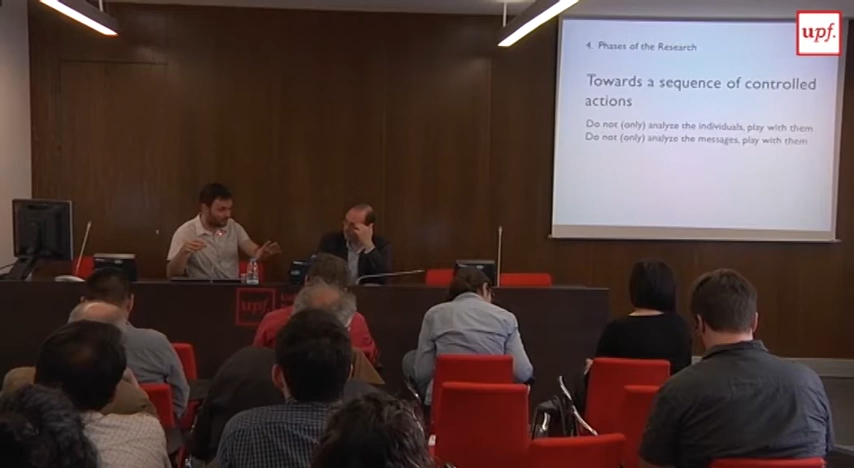 upf.
4. Phases of the Research
Towards a sequence of controlled
actions
Do not (only) analyze the individuals, play with them
Do not (only) analyze the messages, play with them
upf.